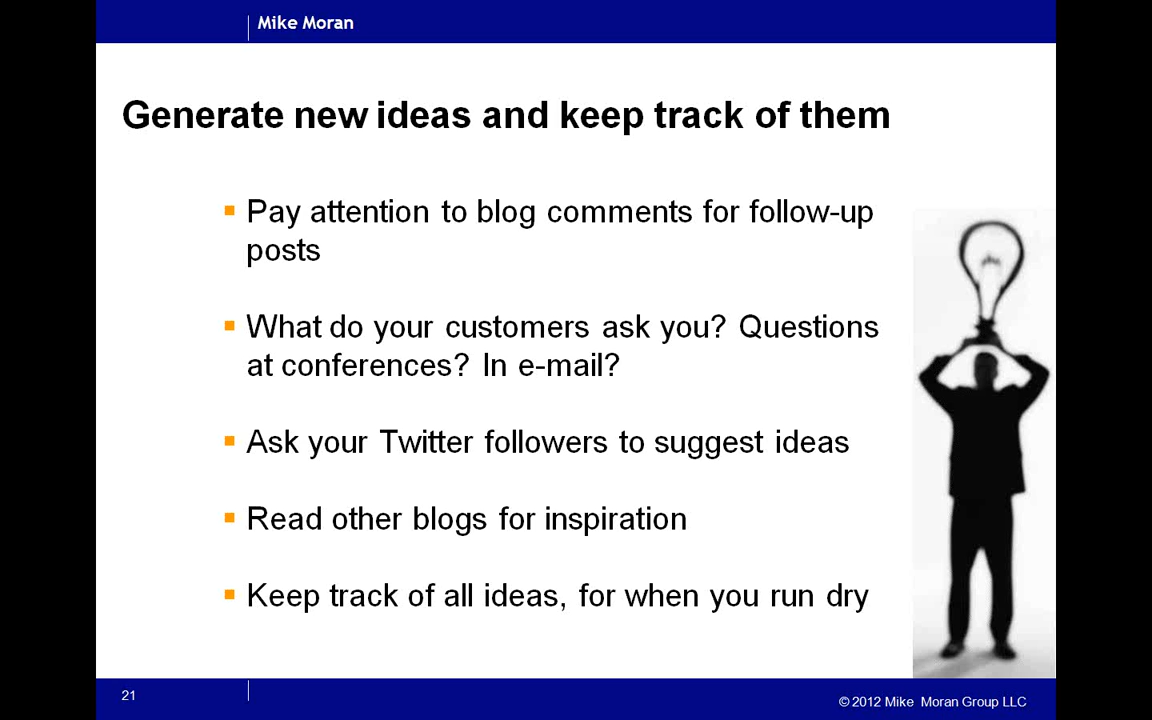 Mike Moran
Generate new ideas and keep track of them
▪ Pay attention to blog comments for follow-up
posts
▪ What do your customers ask you? Questions
at conferences? In e-mail?
▪ Ask your Twitter followers to suggest ideas
▪ Read other blogs for inspiration
▪ Keep track of all ideas, for when you run dry
21
© 2012 Mike Moran Group LLC